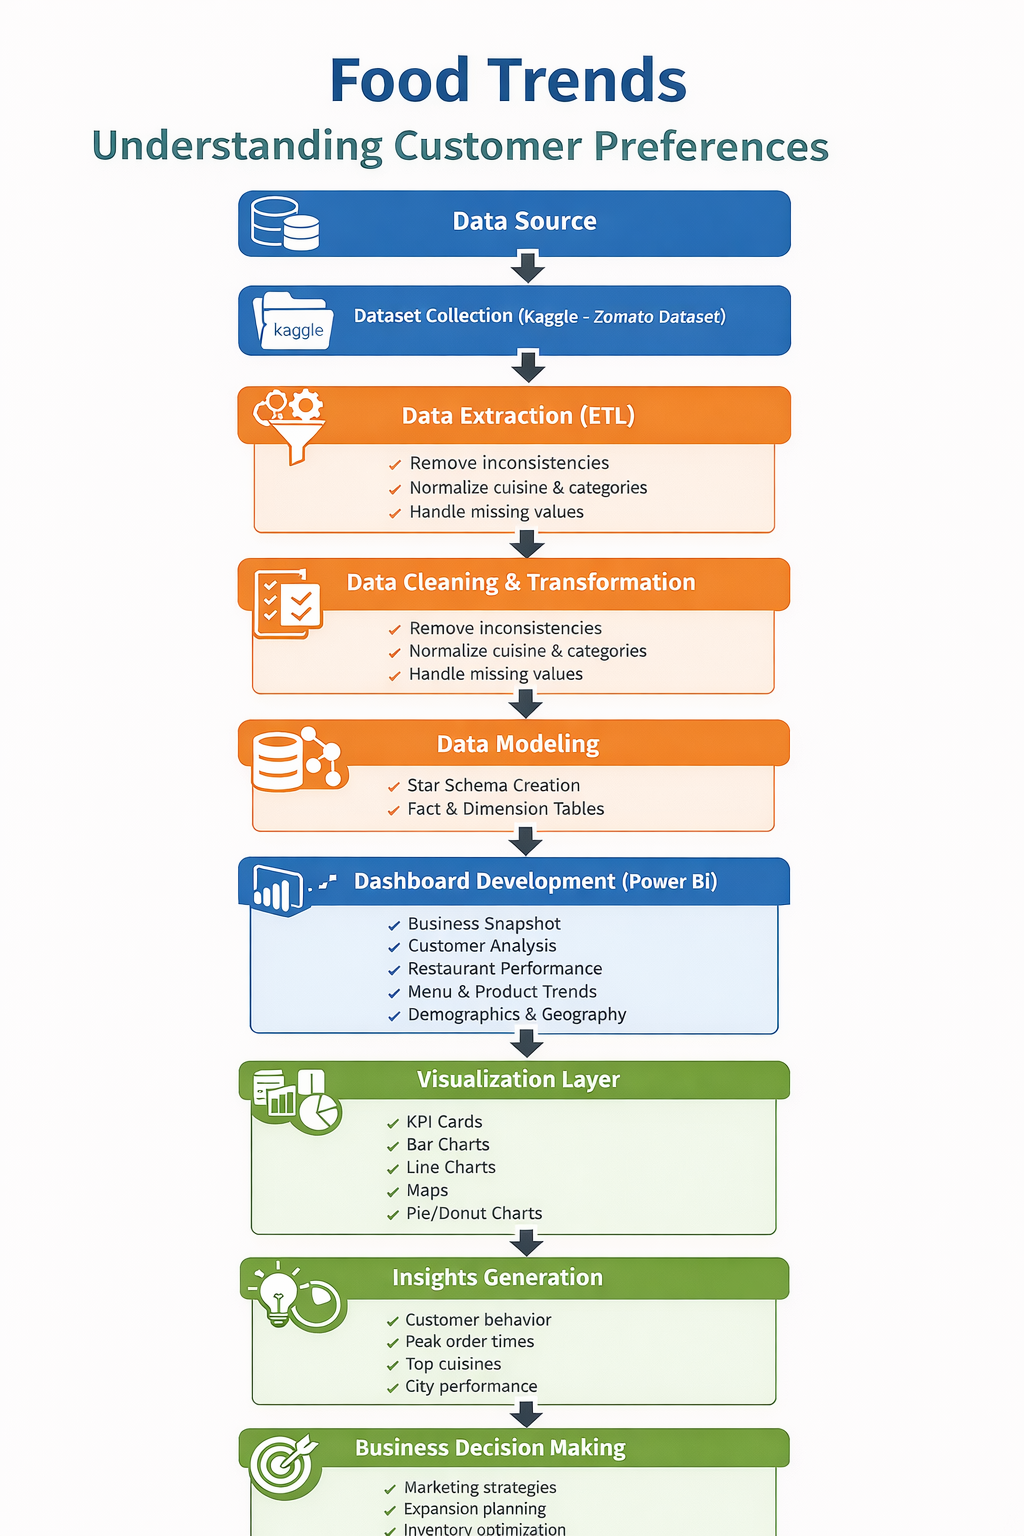 Food Trends
Understanding Customer Preferences
Data Source
kaggle
Dataset Collection (Kaggle - Zomato Dataset)
Data Extraction (ETL)
Remove inconsistencies
Normalize cuisine & categories
Handle missing values
Data Cleaning & Transformation
Remove inconsistencies
Normalize cuisine & categories
Handle missing values
Data Modeling
Star Schema Creation
Fact & Dimension Tables
Dashboard Development (Power Bi)
Business Snapshot
Customer Analysis
Restaurant Performance
Menu & Product Trends
Demographics & Geography
Visualization Layer
KPI Cards
Bar Charts
Line Charts
Maps
Pie/Donut Charts
Insights Generation
Customer behavior
Peak order times
Top cuisines
City performance
Business Decision Making
Marketing strategies
Expansion planning
Inventory optimization